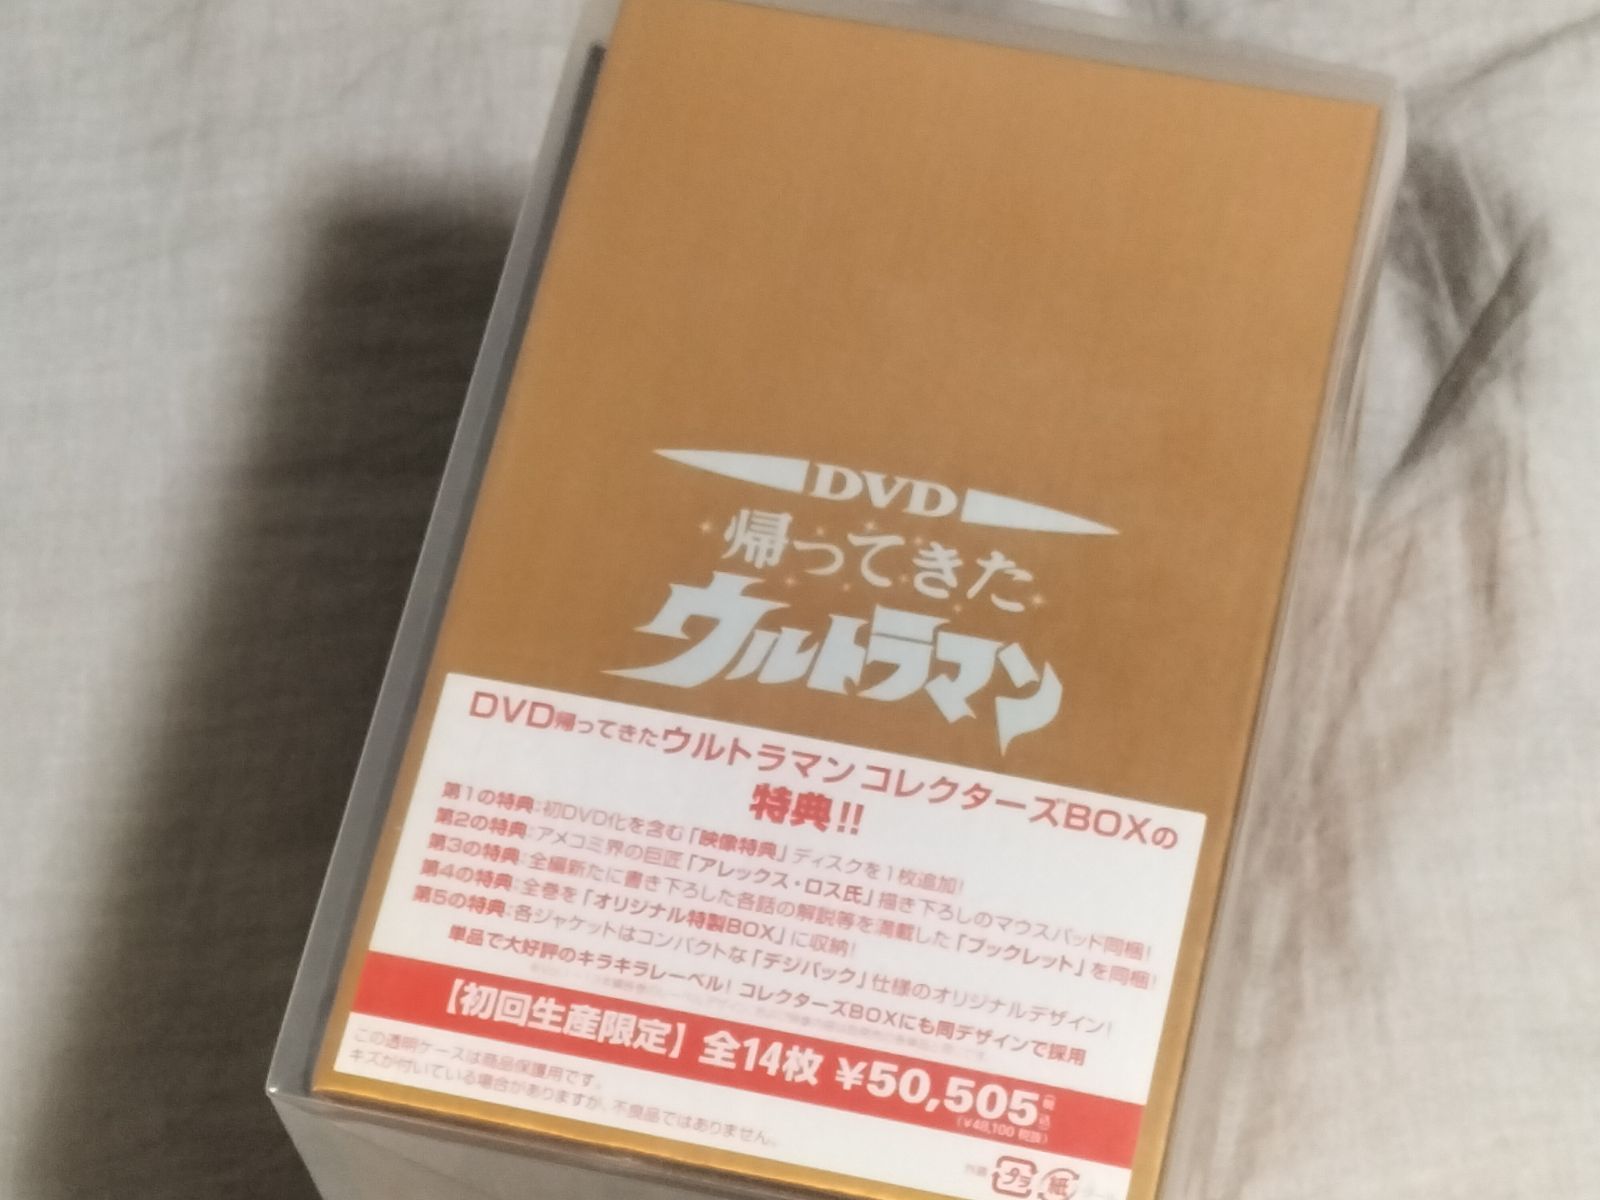 DVD
帰ってきた
ウルトラマン
DVD帰ってきたウルトラマン コレクターズBOXの
特典!!
第1の特典:初DVD化を含む「映像特典」ディスクを1枚追加!
第2の特典:アメコミ界の巨匠「アレックス・ロス氏」描き下ろしのマウスパッド同梱!
第3の特典:全編新たに書き下ろした各話の解説等を満載した「ブックレット」を同梱!
第4の特典:全巻を「オリジナル特製BOX」に収納!
第5の特典:各ジャケットはコンパクトな「デジパック」仕様のオリジナルデザイン!
単品で大好評のキラキラレーベル! コレクターズBOXにも同デザインで採用
【初回生産限定】全14枚 ¥50,505(税込)
(¥48,100 税抜)
この透明ケースは商品保護用です。
キズが付いている場合がありますが、不良品ではありません。
外箱 プラ 紙